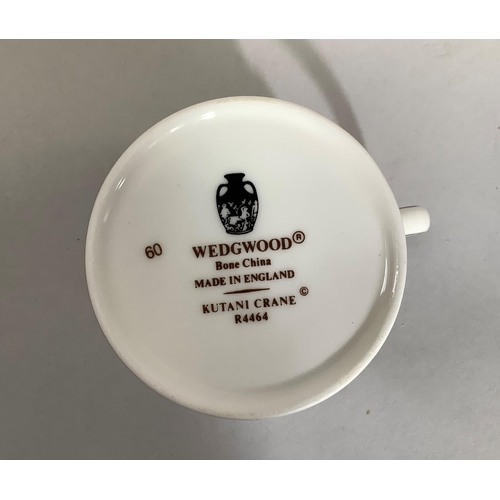 60
WEDGWOOD®
Bone China
MADE IN ENGLAND
KUTANI CRANE ©
R4464